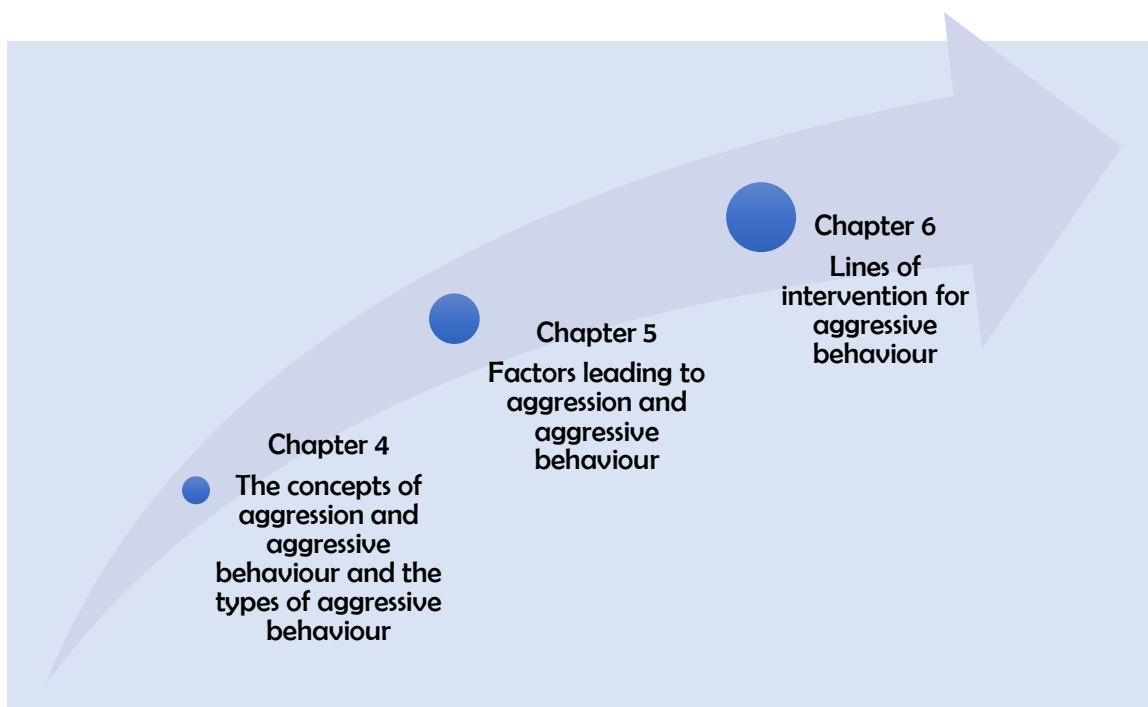 Chapter 4
The concepts of
aggression and
aggressive
behaviour and the
types of aggressive
behaviour
Chapter 5
Factors leading to
aggression and
aggressive
behaviour
Chapter 6
Lines of
intervention for
aggressive
behaviour